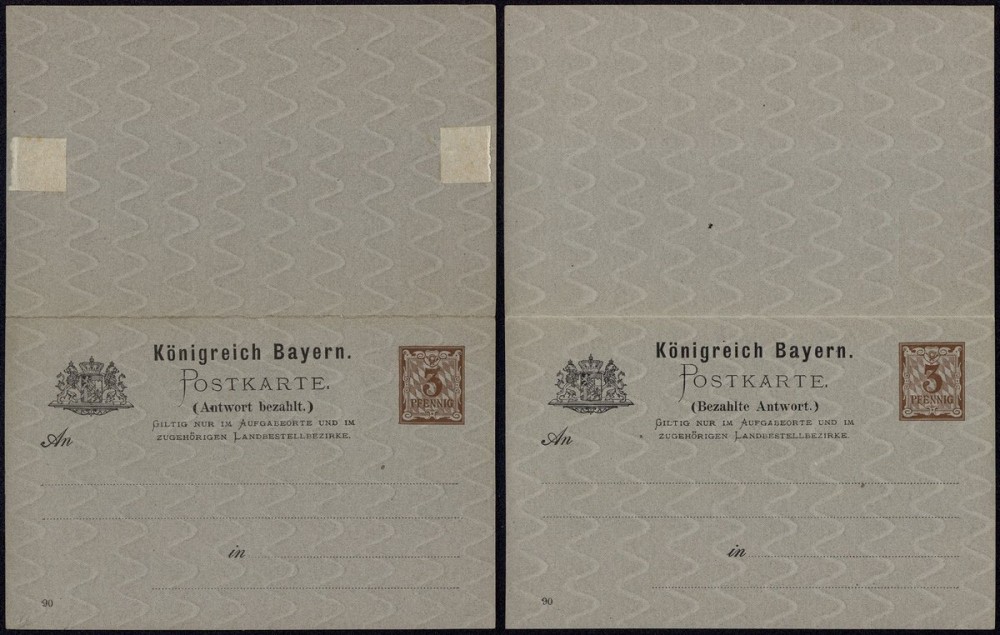 Königreich Bayern.
POSTKARTE.
(Antwort bezahlt.)
GILTIG NUR IM AUFGABEORTE UND IM
ZUGEHÖRIGEN LANDBESTELLBEZIRKE.
3
PFENNIG
An
in
90
Königreich Bayern.
POSTKARTE.
(Bezahlte Antwort.)
GILTIG NUR IM AUFGABEORTE UND IM
ZUGEHÖRIGEN LANDBESTELLBEZIRKE.
3
PFENNIG
An
in
90